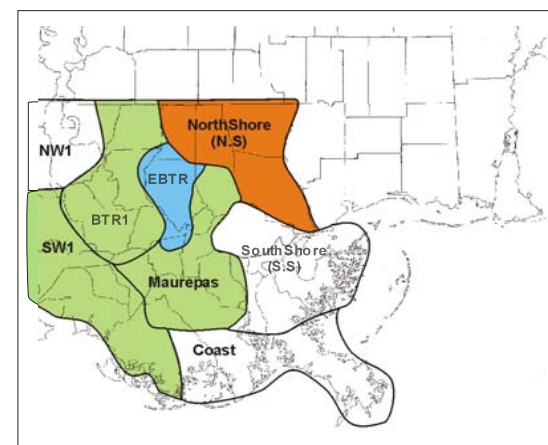 NorthShore
(N.S)
NW1
EBTR
BTR1
SW1
SouthShore
(S.S)
Maurepas
Coast